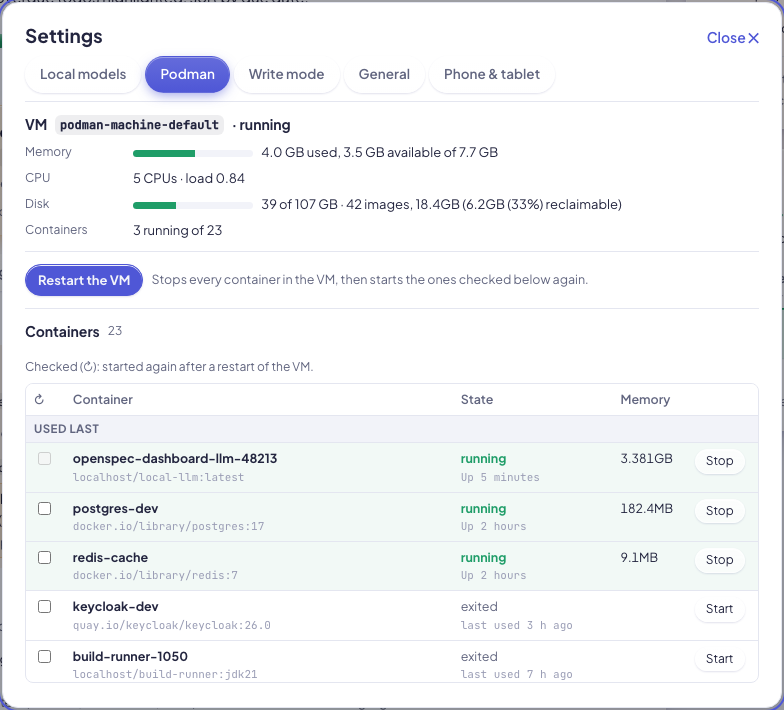 Settings
Close ✕
Local models
Podman
Write mode
General
Phone & tablet
VM podman-machine-default · running
Memory 4.0 GB used, 3.5 GB available of 7.7 GB
CPU 5 CPUs · load 0.84
Disk 39 of 107 GB · 42 images, 18.4GB (6.2GB (33%) reclaimable)
Containers 3 running of 23
Restart the VM Stops every container in the VM, then starts the ones checked below again.
Containers 23
Checked (↻): started again after a restart of the VM.
↻ Container State Memory
USED LAST
openspec-dashboard-llm-48213 running 3.381GB Stop
localhost/local-llm:latest Up 5 minutes
postgres-dev running 182.4MB Stop
docker.io/library/postgres:17 Up 2 hours
redis-cache running 9.1MB Stop
docker.io/library/redis:7 Up 2 hours
keycloak-dev exited Start
quay.io/keycloak/keycloak:26.0 last used 3 h ago
build-runner-1050 exited Start
localhost/build-runner:jdk21 last used 7 h ago